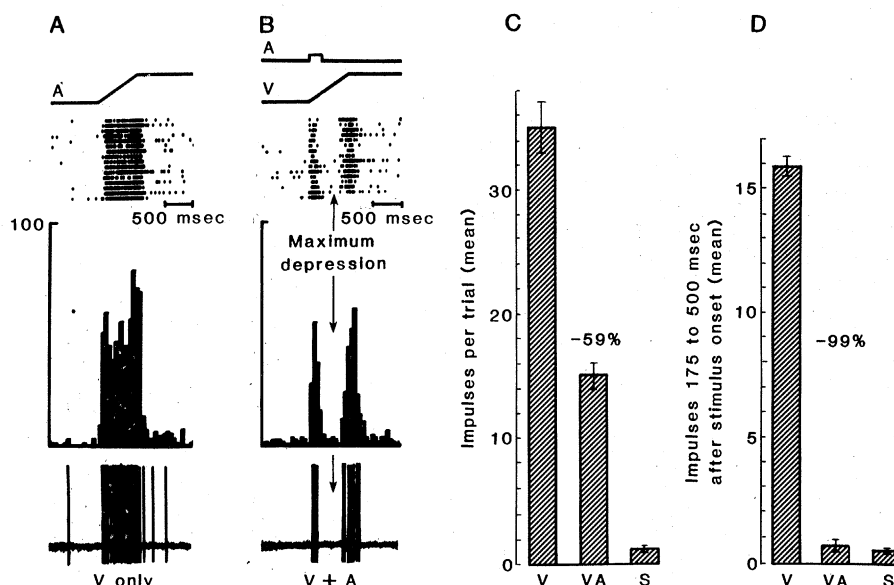 A
A
500 msec
100
V only
B
A
V
500 msec
Maximum
depression
V + A
C
Impulses per trial (mean)
30
20
10
0
-59%
V VA S
D
Impulses 175 to 500 msec
after stimulus onset (mean)
15
10
5
0
-99%
V VA S